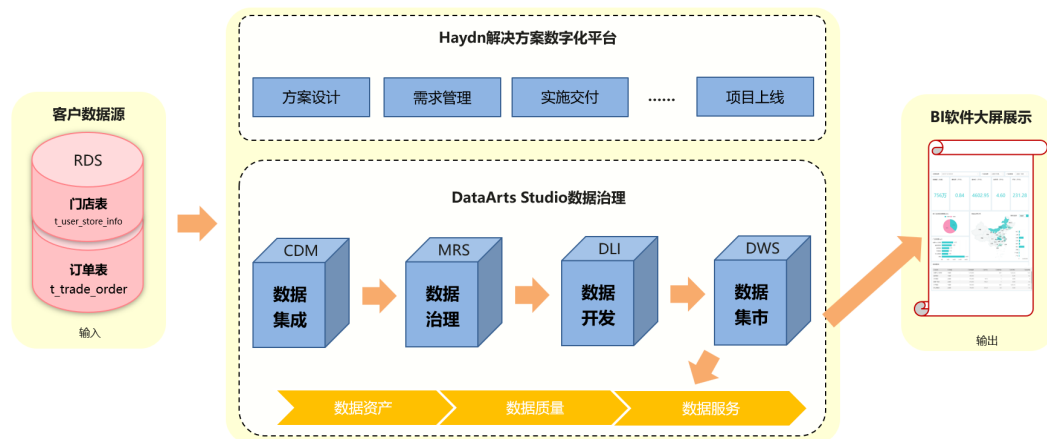 Haydn解决方案数字化平台
方案设计
需求管理
实施交付
……
项目上线
客户数据源
RDS
门店表
t_user_store_info
订单表
t_trade_order
输入
DataArts Studio数据治理
CDM
数据
集成
MRS
数据
治理
DLI
数据
开发
DWS
数据
集市
数据资产
数据质量
数据服务
BI软件大屏展示
输出